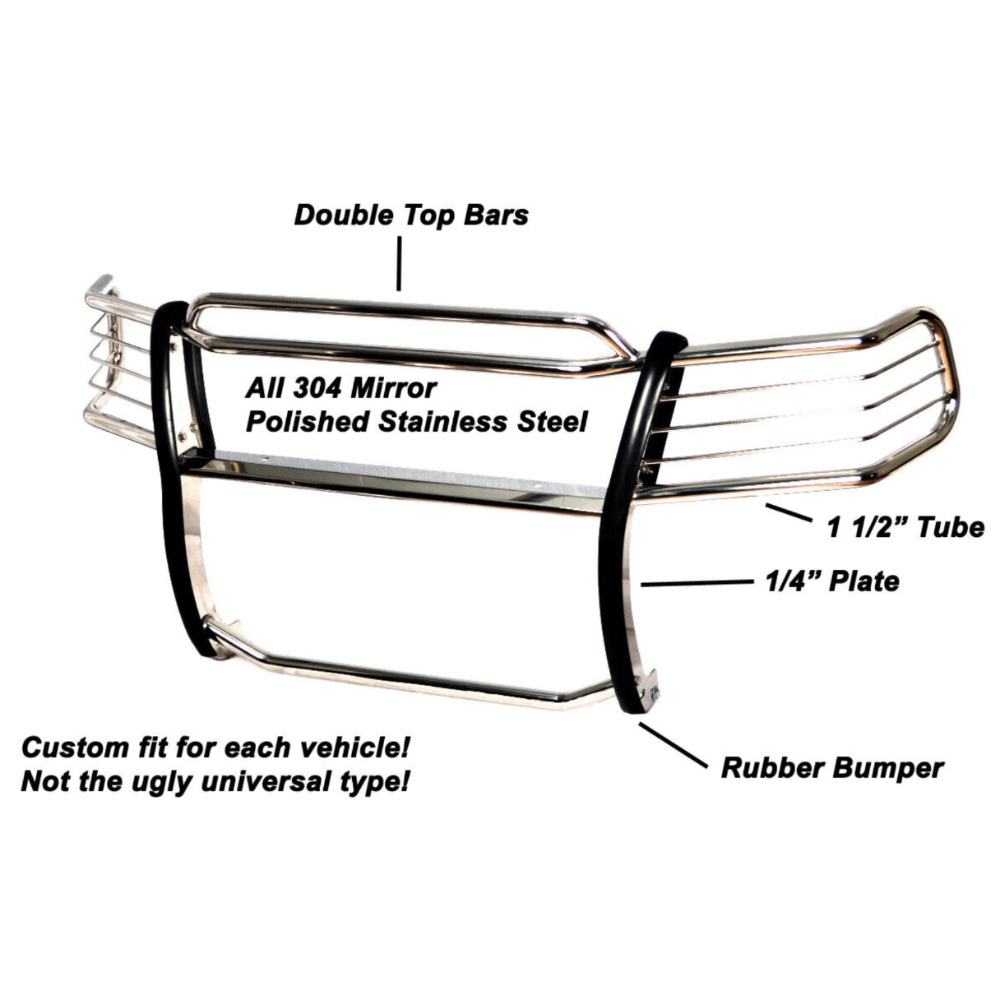 Double Top Bars
All 304 Mirror
Polished Stainless Steel
1 1/2” Tube
1/4” Plate
Rubber Bumper
Custom fit for each vehicle!
Not the ugly universal type!